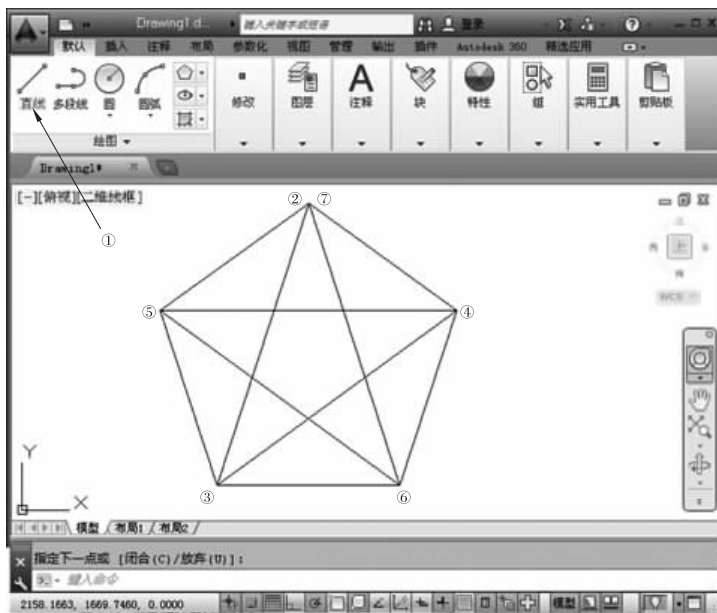 Drawing1.d...
键入关键字或短语
登录
默认 插入 注释 布局 参数化 视图 管理 输出 插件 Autodesk 360 精选应用
直线 多段线 圆 圆弧 修改 图层 注释 块 特性 组 实用工具 剪贴板
绘图
Drawing1*
[-][俯视][二维线框]
② ⑦
①
上
WCS
⑤ ④
Y
X
③ ⑥
模型 布局1 布局2
指定下一点或 [闭合(C)/放弃(U)]:
键入命令
2158.1663, 1669.7460, 0.0000 模型